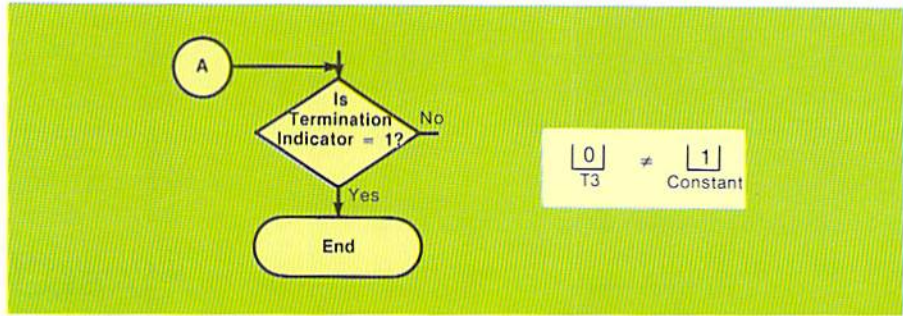 A
Is
Termination
Indicator = 1?
No
Yes
End
0 ≠ 1
T3 Constant